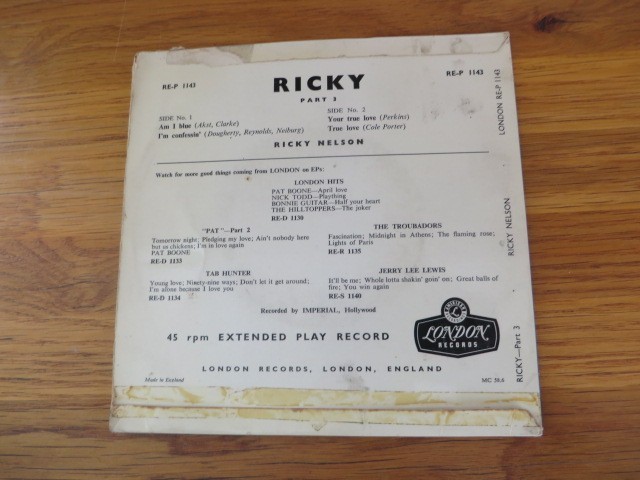 RE-P 1143
RICKY
RE-P 1143
PART 3
SIDE No. 1
Am I blue (Akst, Clarke)
I'm confessin' (Dougherty, Reynolds, Neiburg)
SIDE No. 2
Your true love (Perkins)
True love (Cole Porter)
RICKY NELSON
Watch for more good things coming from LONDON on EPs:
LONDON HITS
PAT BOONE—April love
NICK TODD—Plaything
BONNIE GUITAR—Half your heart
THE HILLTOPPERS—The joker
RE-D 1130
"PAT"—Part 2
Tomorrow night; Pledging my love; Ain't nobody here
but us chickens; I'm in love again
PAT BOONE
RE-D 1133
THE TROUBADORS
Fascination; Midnight in Athens; The flaming rose;
Lights of Paris
RE-R 1135
TAB HUNTER
Young love; Ninety-nine ways; Don't let it get around;
I'm alone because I love you
RE-D 1134
JERRY LEE LEWIS
It'll be me; Whole lotta shakin' goin' on; Great balls of
fire; You win again
RE-S 1140
Recorded by IMPERIAL, Hollywood
45 rpm EXTENDED PLAY RECORD
LONDON RECORDS, LONDON, ENGLAND
Made in England
LONDON
RECORDS
LONDON RE-P 1143
RICKY NELSON
RICKY—Part 3